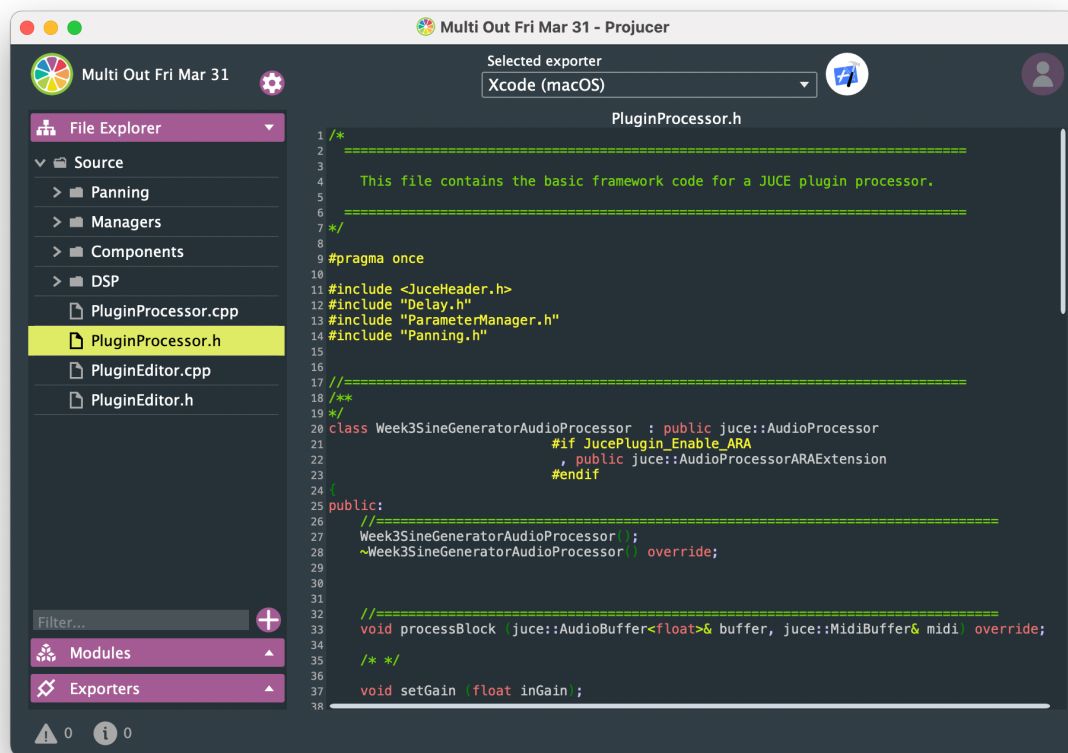 Multi Out Fri Mar 31 - Projucer
Multi Out Fri Mar 31
Selected exporter
Xcode (macOS)
File Explorer
Source
Panning
Managers
Components
DSP
PluginProcessor.cpp
PluginProcessor.h
PluginEditor.cpp
PluginEditor.h
Filter...
Modules
Exporters
0
0
PluginProcessor.h
1 /*
2 ==============================================================================
3
4 This file contains the basic framework code for a JUCE plugin processor.
5
6 ==============================================================================
7 */
8
9 #pragma once
10
11 #include <JuceHeader.h>
12 #include "Delay.h"
13 #include "ParameterManager.h"
14 #include "Panning.h"
15
16
17 //==============================================================================
18 /**
19 */
20 class Week3SineGeneratorAudioProcessor  : public juce::AudioProcessor
21 #if JucePlugin_Enable_ARA
22 , public juce::AudioProcessorARAExtension
23 #endif
24 {
25 public:
26 //==============================================================================
27 Week3SineGeneratorAudioProcessor();
28 ~Week3SineGeneratorAudioProcessor() override;
29
30
31
32 //==============================================================================
33 void processBlock (juce::AudioBuffer<float>& buffer, juce::MidiBuffer& midi) override;
34
35 /* */
36
37 void setGain (float inGain);
38